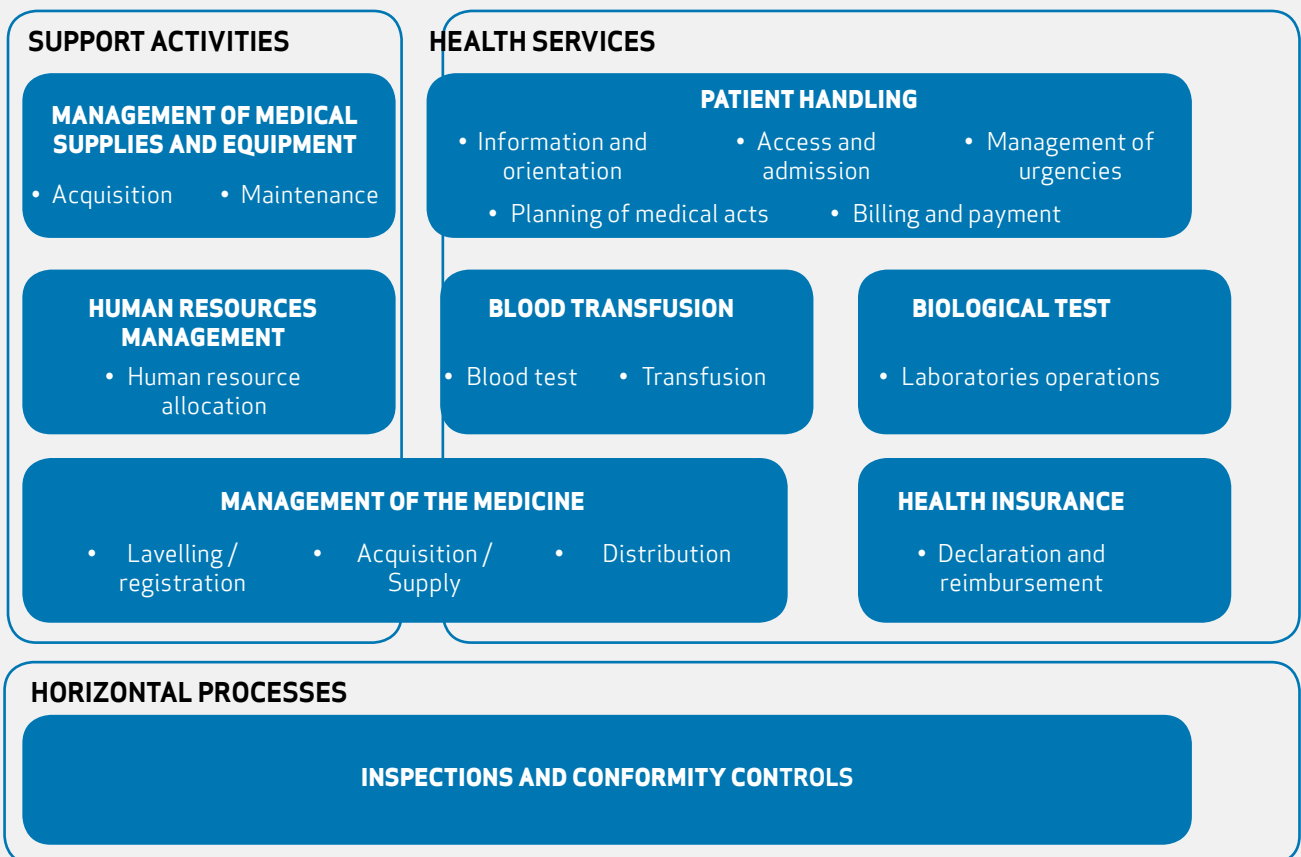 SUPPORT ACTIVITIES
MANAGEMENT OF MEDICAL
SUPPLIES AND EQUIPMENT
• Acquisition • Maintenance
HUMAN RESOURCES
MANAGEMENT
• Human resource
allocation
HEALTH SERVICES
PATIENT HANDLING
• Information and
orientation
• Access and
admission
• Management of
urgencies
• Planning of medical acts • Billing and payment
BLOOD TRANSFUSION
• Blood test • Transfusion
BIOLOGICAL TEST
• Laboratories operations
MANAGEMENT OF THE MEDICINE
• Lavelling /
registration
• Acquisition /
Supply
• Distribution
HEALTH INSURANCE
• Declaration and
reimbursement
HORIZONTAL PROCESSES
INSPECTIONS AND CONFORMITY CONTROLS